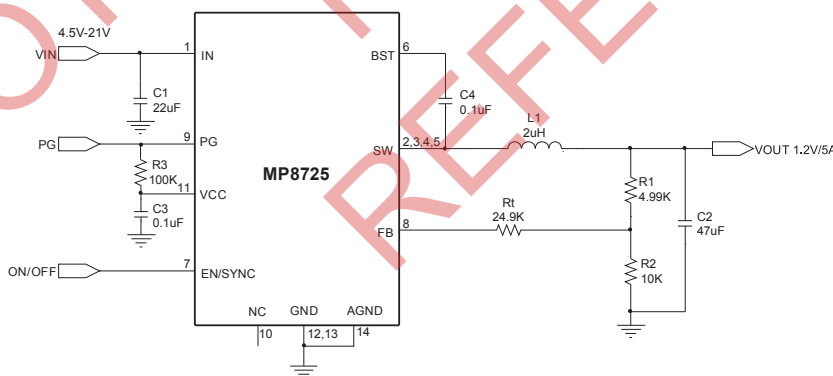 4.5V-21V
VIN
1
IN
C1
22uF
PG
9
PG
R3
100K
11
VCC
C3
0.1uF
ON/OFF
7
EN/SYNC
MP8725
BST
6
C4
0.1uF
SW
2,3,4,5
L1
2uH
VOUT 1.2V/5A
R1
4.99K
Rt
24.9K
FB
8
C2
47uF
R2
10K
NC
GND
AGND
10
12,13
14
REFE